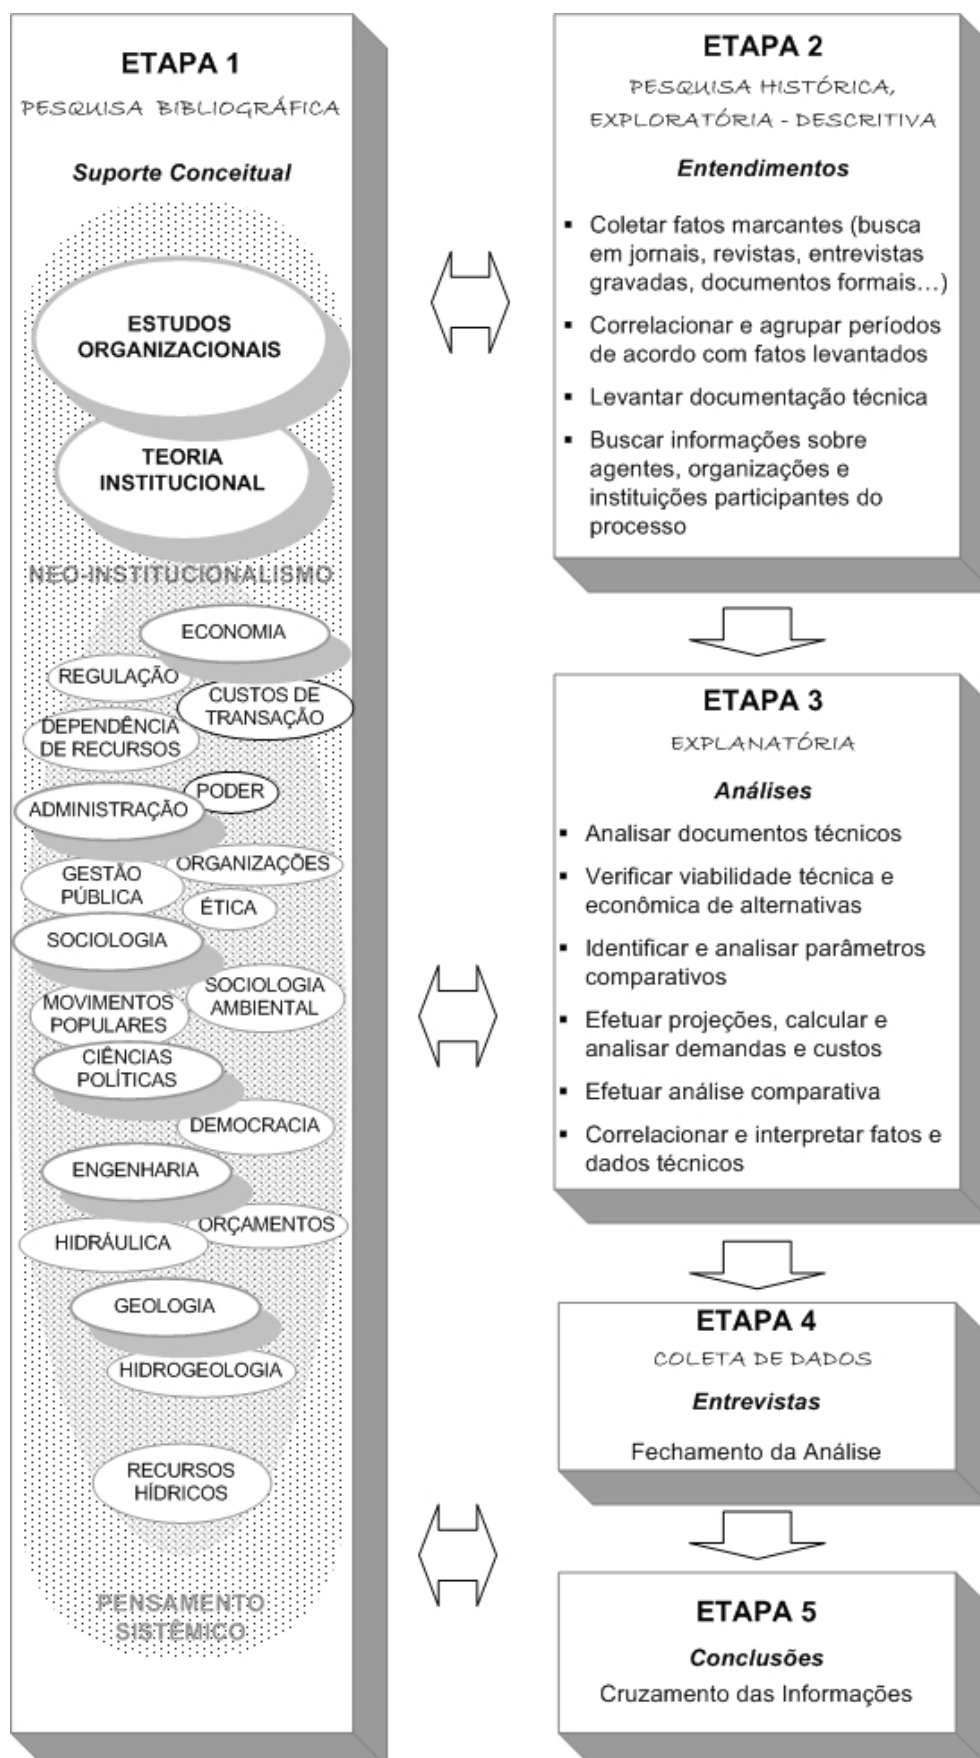 ETAPA 1
PESQUISA BIBLIOGRÁFICA
Suporte Conceitual
ESTUDOS
ORGANIZACIONAIS
TEORIA
INSTITUCIONAL
NEO-INSTITUCIONALISMO
ECONOMIA
REGULAÇÃO
CUSTOS DE
TRANSAÇÃO
DEPENDÊNCIA
DE RECURSOS
PODER
ADMINISTRAÇÃO
ORGANIZAÇÕES
GESTÃO
PÚBLICA
ÉTICA
SOCIOLOGIA
SOCIOLOGIA
AMBIENTAL
MOVIMENTOS
POPULARES
CIÊNCIAS
POLÍTICAS
DEMOCRACIA
ENGENHARIA
ORÇAMENTOS
HIDRÁULICA
GEOLOGIA
HIDROGEOLOGIA
RECURSOS
HÍDRICOS
PENSAMENTO
SISTÊMICO
ETAPA 2
PESQUISA HISTÓRICA,
EXPLORATÓRIA - DESCRITIVA
Entendimentos
▪ Coletar fatos marcantes (busca
em jornais, revistas, entrevistas
gravadas, documentos formais…)
▪ Correlacionar e agrupar períodos
de acordo com fatos levantados
▪ Levantar documentação técnica
▪ Buscar informações sobre
agentes, organizações e
instituições participantes do
processo
ETAPA 3
EXPLANATÓRIA
Análises
▪ Analisar documentos técnicos
▪ Verificar viabilidade técnica e
econômica de alternativas
▪ Identificar e analisar parâmetros
comparativos
▪ Efetuar projeções, calcular e
analisar demandas e custos
▪ Efetuar análise comparativa
▪ Correlacionar e interpretar fatos e
dados técnicos
ETAPA 4
COLETA DE DADOS
Entrevistas
Fechamento da Análise
ETAPA 5
Conclusões
Cruzamento das Informações